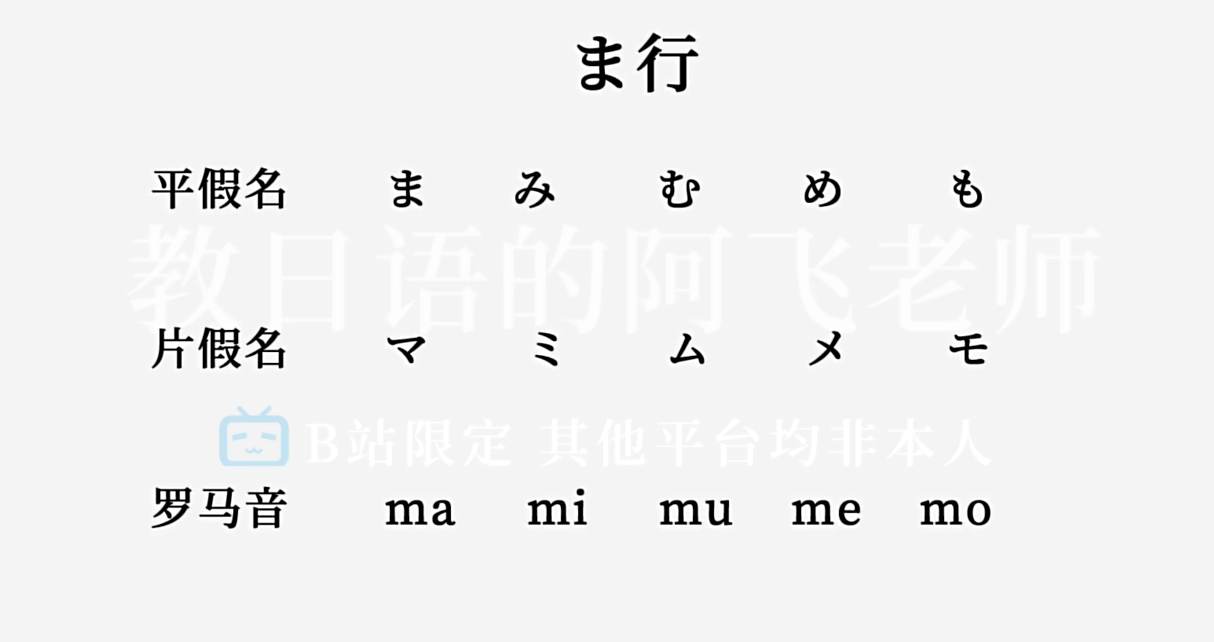 ま行
平假名 ま み む め も
教日语的阿飞老师
片假名 マ ミ ム メ モ
B站限定 其他平台均非本人
罗马音 ma mi mu me mo